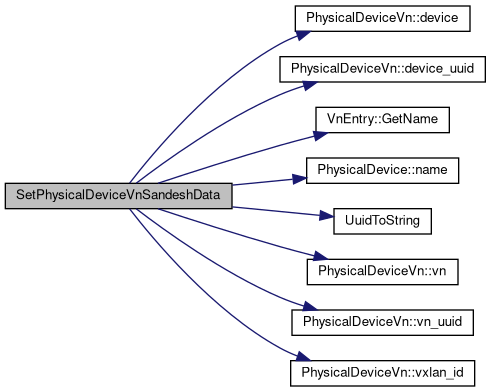 PhysicalDeviceVn::device
PhysicalDeviceVn::device_uuid
VnEntry::GetName
PhysicalDevice::name
SetPhysicalDeviceVnSandeshData
UuidToString
PhysicalDeviceVn::vn
PhysicalDeviceVn::vn_uuid
PhysicalDeviceVn::vxlan_id